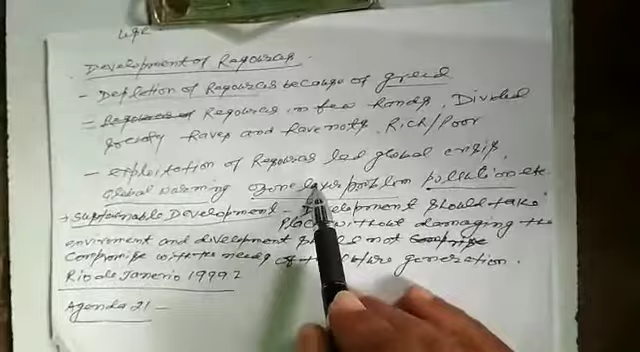 Development of Resources
- Depletion of Resources because of greed
- Resources in few hands. Divided
society haves and have nots. Rich/Poor
- exploitation of Resources led global crisis.
Global warming ozone layer problem pollution etc.
+ Sustainable Development - Development should take
Place without damaging the
enviroment and development not
Compromise with the needs of the future generation.
Rio de Janerio 19992
Agenda 21 -